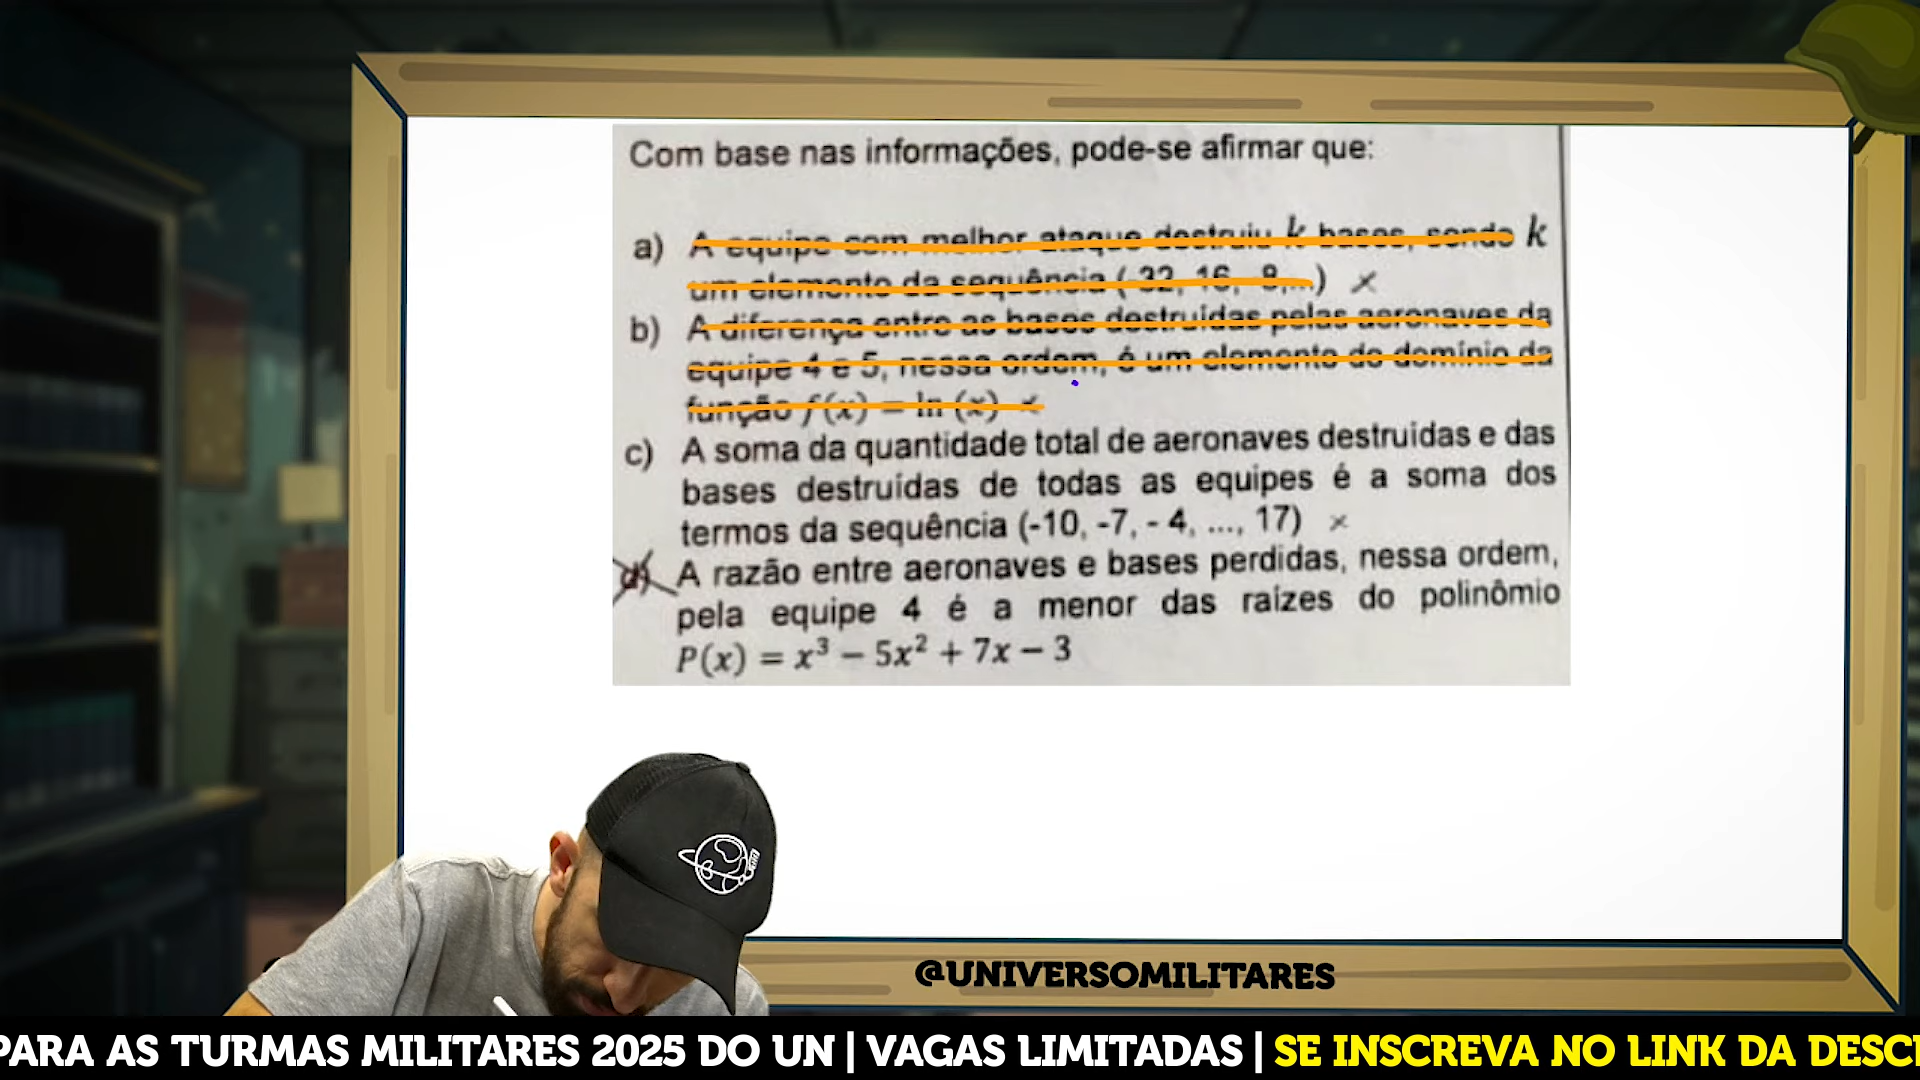 Com base nas informações, pode-se afirmar que:
a) A equipe com melhor ataque destruiu k bases, sendo k
um elemento da sequência (-32, 16, -8,...)
b) A diferença entre as bases destruídas pelas aeronaves da
equipe 4 e 5, nessa ordem, é um elemento do domínio da
função f(x) = ln (x)
c) A soma da quantidade total de aeronaves destruidas e das
bases destruídas de todas as equipes é a soma dos
termos da sequência (-10, -7, - 4, ..., 17) ×
d) A razão entre aeronaves e bases perdidas, nessa ordem,
pela equipe 4 é a menor das raízes do polinômio
P(x) = x³ − 5x² + 7x − 3
@UNIVERSOMILITARES
PARA AS TURMAS MILITARES 2025 DO UN | VAGAS LIMITADAS | SE INSCREVA NO LINK DA DESC